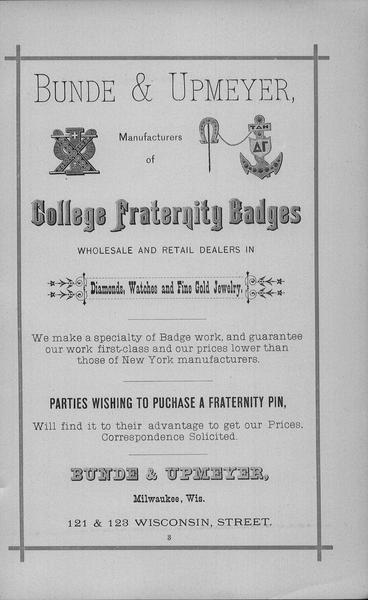 BUNDE & UPMEYER,
Manufacturers
of
ΤΑΝ
ΔΓ
College Fraternity Badges
WHOLESALE AND RETAIL DEALERS IN
Diamonds, Watches and Fine Gold Jewelry.
We make a specialty of Badge work, and guarantee
our work first-class and our prices lower than
those of New York manufacturers.
PARTIES WISHING TO PUCHASE A FRATERNITY PIN,
Will find it to their advantage to get our Prices.
Correspondence Solicited.
BUNDE & UPMEYER,
Milwaukee, Wis.
121 & 123 WISCONSIN, STREET.
3